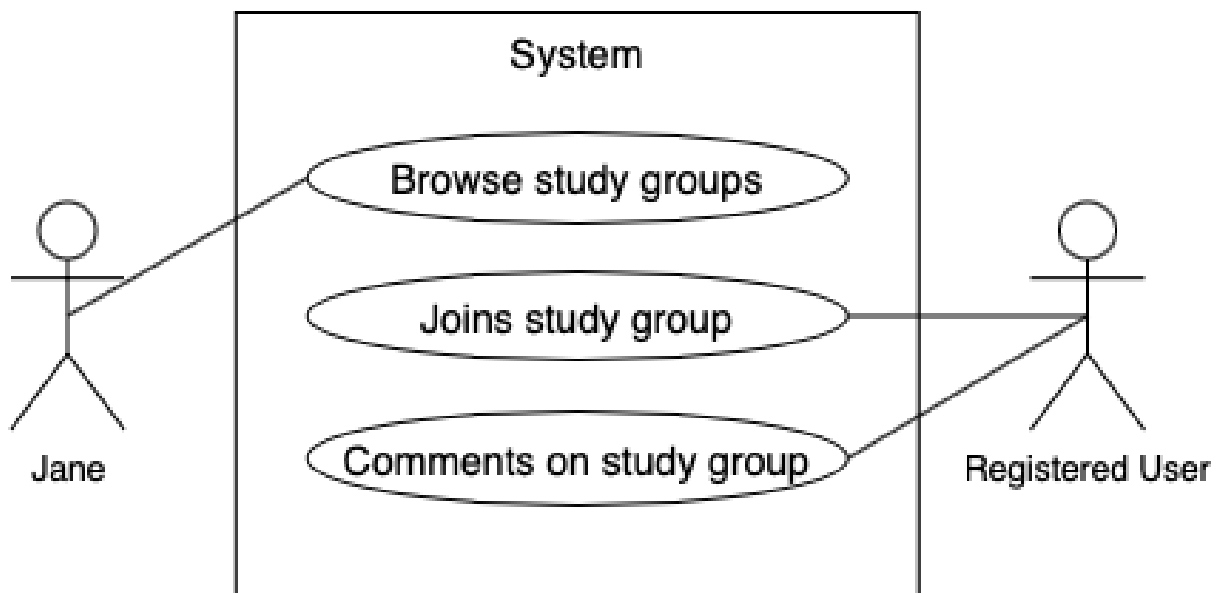 System
Browse study groups
Joins study group
Comments on study group
Jane
Registered User